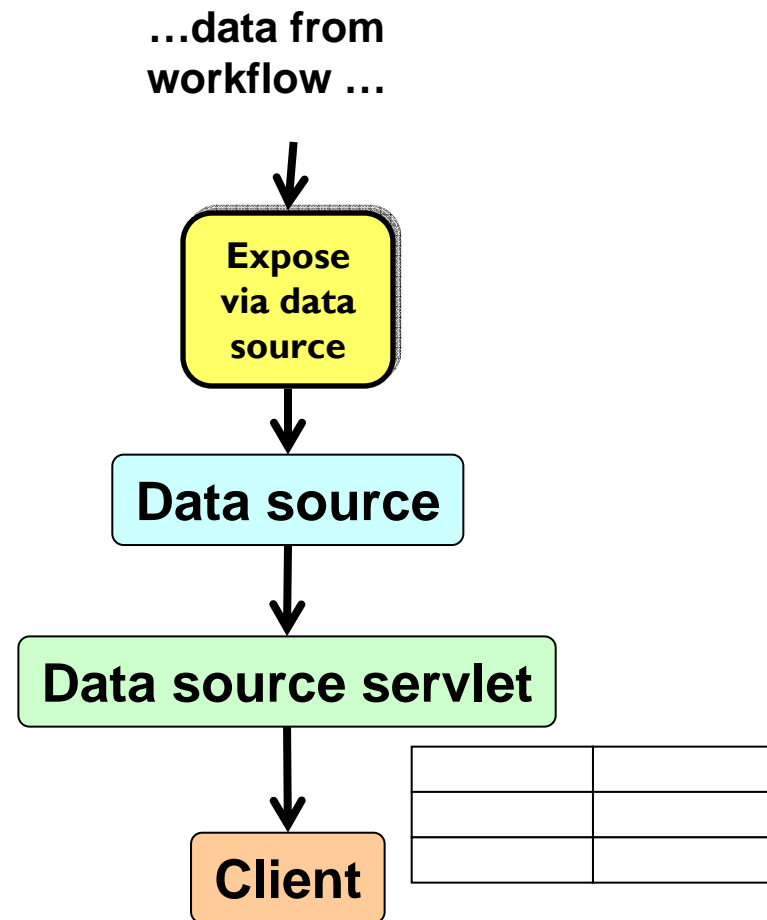 …data from
workflow …
Expose
via data
source
Data source
Data source servlet
Client